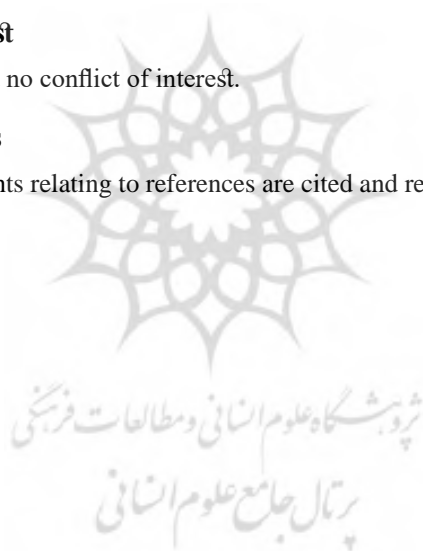 st
no conflict of interest.
s
nts relating to references are cited and re
پژوهشگاه علوم انسانی و مطالعات فرهنگی
پرتال جامع علوم انسانی